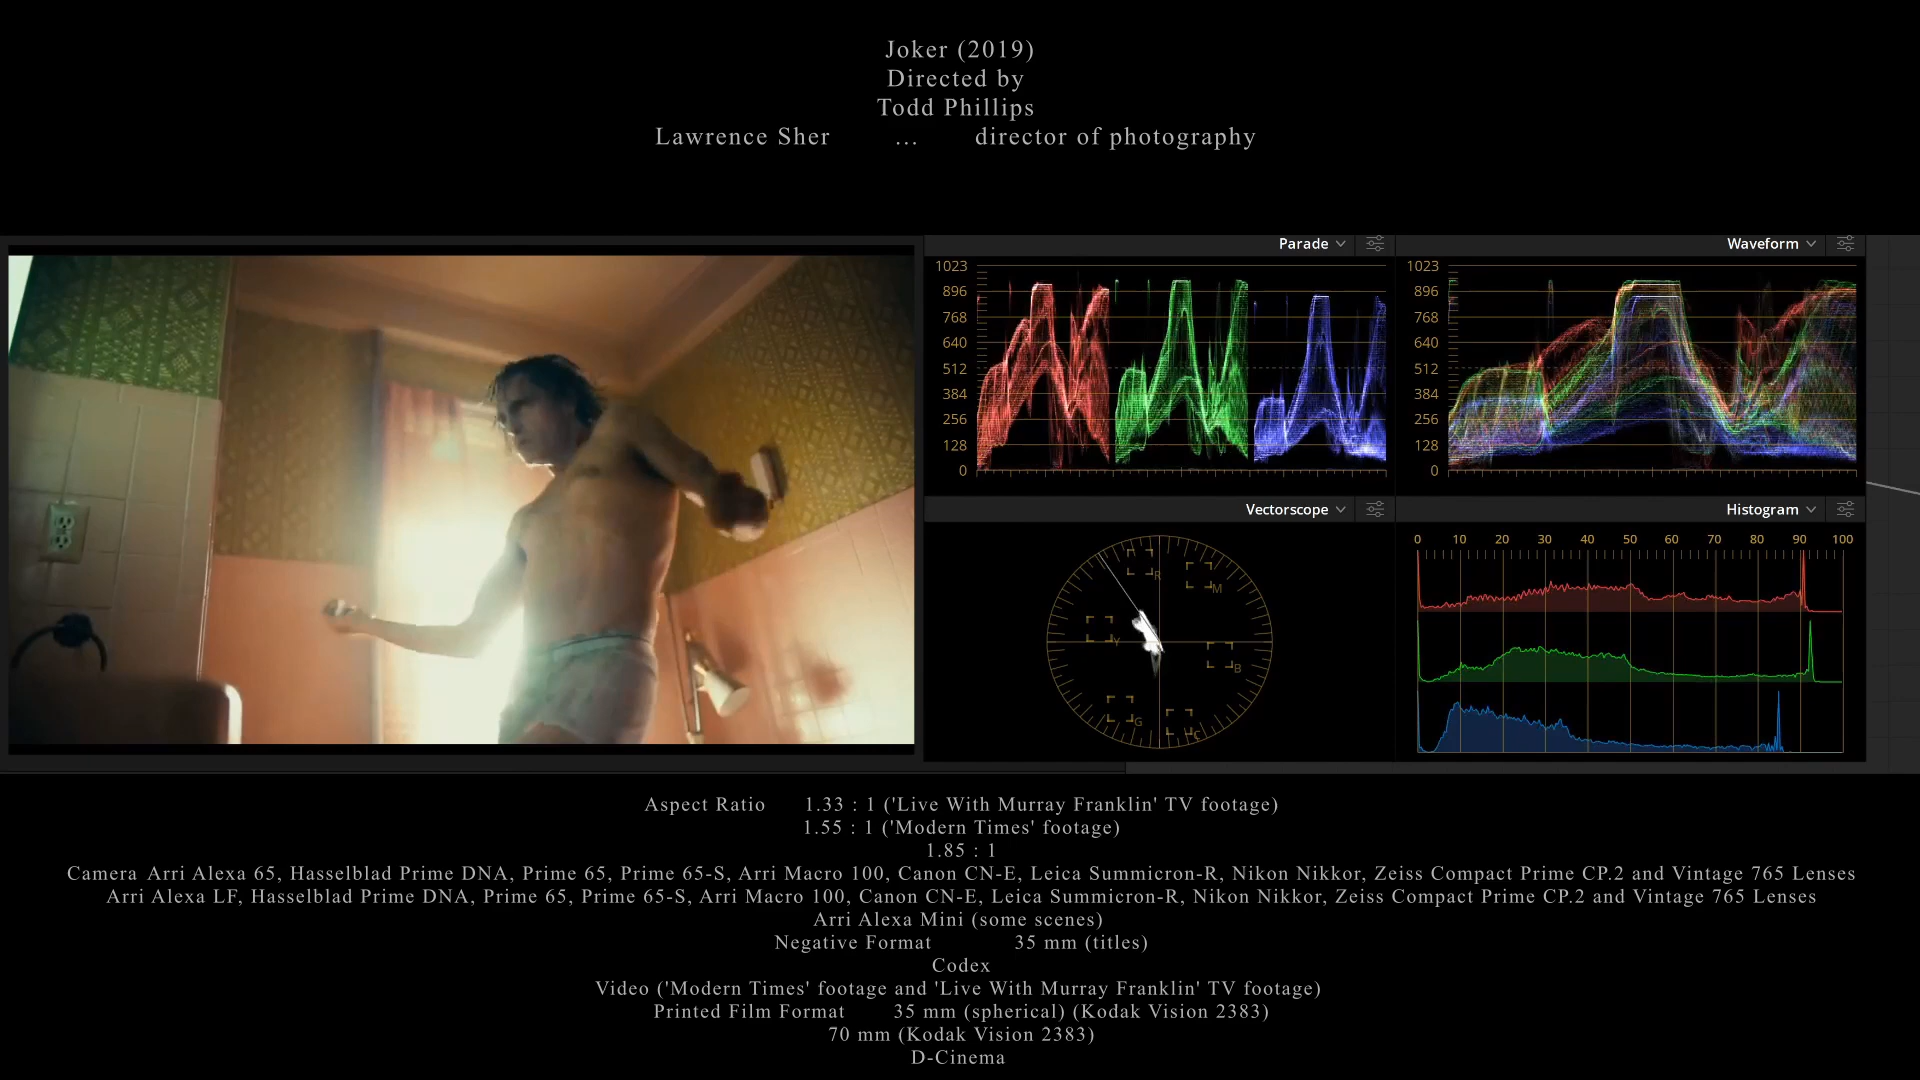 Joker (2019)
Directed by
Todd Phillips
Lawrence Sher ... director of photography
Parade
1023
896
768
640
512
384
256
128
0
Waveform
1023
896
768
640
512
384
256
128
0
Vectorscope
R
M
Y
B
G
C
Histogram
0 10 20 30 40 50 60 70 80 90 100
Aspect Ratio 1.33 : 1 ('Live With Murray Franklin' TV footage)
1.55 : 1 ('Modern Times' footage)
1.85 : 1
Camera Arri Alexa 65, Hasselblad Prime DNA, Prime 65, Prime 65-S, Arri Macro 100, Canon CN-E, Leica Summicron-R, Nikon Nikkor, Zeiss Compact Prime CP.2 and Vintage 765 Lenses
Arri Alexa LF, Hasselblad Prime DNA, Prime 65, Prime 65-S, Arri Macro 100, Canon CN-E, Leica Summicron-R, Nikon Nikkor, Zeiss Compact Prime CP.2 and Vintage 765 Lenses
Arri Alexa Mini (some scenes)
Negative Format 35 mm (titles)
Codex
Video ('Modern Times' footage and 'Live With Murray Franklin' TV footage)
Printed Film Format 35 mm (spherical) (Kodak Vision 2383)
70 mm (Kodak Vision 2383)
D-Cinema